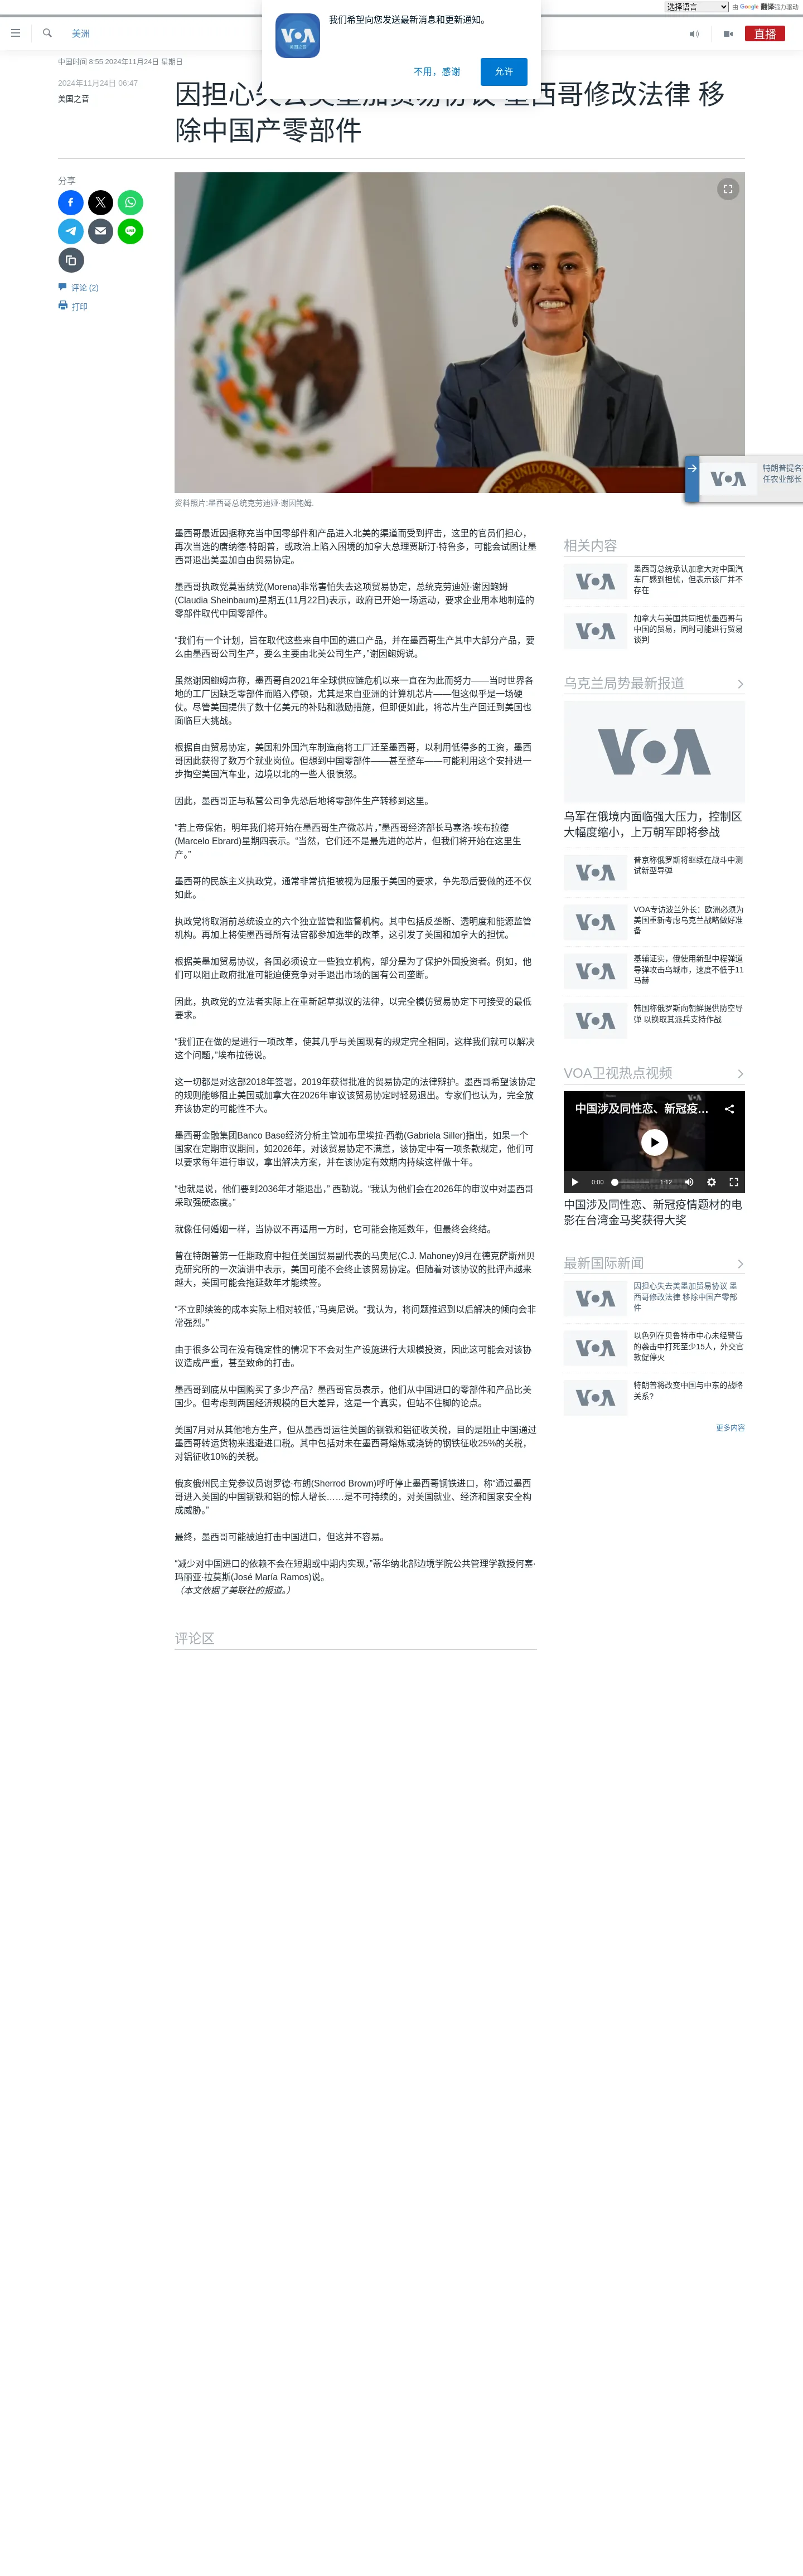 选择语言 由 Google 翻译强力驱动
我们希望向您发送最新消息和更新通知。
不用，感谢
允许
美洲
直播
中国时间 8:55 2024年11月24日 星期日
2024年11月24日 06:47
美国之音
因担心失去美墨加贸易协议 墨西哥修改法律 移
除中国产零部件
分享
评论 (2)
打印
资料照片:墨西哥总统克劳迪娅·谢因鲍姆.
特朗普提名
任农业部长
墨西哥最近因据称充当中国零部件和产品进入北美的渠道而受到抨击，这里的官员们担心，
再次当选的唐纳德·特朗普，或政治上陷入困境的加拿大总理贾斯汀·特鲁多，可能会试图让墨
西哥退出美墨加自由贸易协定。
墨西哥执政党莫雷纳党(Morena)非常害怕失去这项贸易协定，总统克劳迪娅·谢因鲍姆
(Claudia Sheinbaum)星期五(11月22日)表示，政府已开始一场运动，要求企业用本地制造的
零部件取代中国零部件。
“我们有一个计划，旨在取代这些来自中国的进口产品，并在墨西哥生产其中大部分产品，要
么由墨西哥公司生产，要么主要由北美公司生产，”谢因鲍姆说。
虽然谢因鲍姆声称，墨西哥自2021年全球供应链危机以来一直在为此而努力——当时世界各
地的工厂因缺乏零部件而陷入停顿，尤其是来自亚洲的计算机芯片——但这似乎是一场硬
仗。尽管美国提供了数十亿美元的补贴和激励措施，但即便如此，将芯片生产回迁到美国也
面临巨大挑战。
根据自由贸易协定，美国和外国汽车制造商将工厂迁至墨西哥，以利用低得多的工资，墨西
哥因此获得了数万个就业岗位。但想到中国零部件——甚至整车——可能利用这个安排进一
步掏空美国汽车业，边境以北的一些人很愤怒。
因此，墨西哥正与私营公司争先恐后地将零部件生产转移到这里。
“若上帝保佑，明年我们将开始在墨西哥生产微芯片，”墨西哥经济部长马塞洛·埃布拉德
(Marcelo Ebrard)星期四表示。“当然，它们还不是最先进的芯片，但我们将开始在这里生
产。”
墨西哥的民族主义执政党，通常非常抗拒被视为屈服于美国的要求，争先恐后要做的还不仅
如此。
执政党将取消前总统设立的六个独立监管和监督机构。其中包括反垄断、透明度和能源监管
机构。再加上将使墨西哥所有法官都参加选举的改革，这引发了美国和加拿大的担忧。
根据美墨加贸易协议，各国必须设立一些独立机构，部分是为了保护外国投资者。例如，他
们可以阻止政府批准可能迫使竞争对手退出市场的国有公司垄断。
因此，执政党的立法者实际上在重新起草拟议的法律，以完全模仿贸易协定下可接受的最低
要求。
“我们正在做的是进行一项改革，使其几乎与美国现有的规定完全相同，这样我们就可以解决
这个问题，”埃布拉德说。
这一切都是对这部2018年签署，2019年获得批准的贸易协定的法律辩护。墨西哥希望该协定
的规则能够阻止美国或加拿大在2026年审议该贸易协定时轻易退出。专家们也认为，完全放
弃该协定的可能性不大。
墨西哥金融集团Banco Base经济分析主管加布里埃拉·西勒(Gabriela Siller)指出，如果一个
国家在定期审议期间，如2026年，对该贸易协定不满意，该协定中有一项条款规定，他们可
以要求每年进行审议，拿出解决方案，并在该协定有效期内持续这样做十年。
“也就是说，他们要到2036年才能退出，” 西勒说。“我认为他们会在2026年的审议中对墨西哥
采取强硬态度。”
就像任何婚姻一样，当协议不再适用一方时，它可能会拖延数年，但最终会终结。
曾在特朗普第一任期政府中担任美国贸易副代表的马奥尼(C.J. Mahoney)9月在德克萨斯州贝
克研究所的一次演讲中表示，美国可能不会终止该贸易协定。但随着对该协议的批评声越来
越大，美国可能会拖延数年才能续签。
“不立即续签的成本实际上相对较低，”马奥尼说。“我认为，将问题推迟到以后解决的倾向会非
常强烈。”
由于很多公司在没有确定性的情况下不会对生产设施进行大规模投资，因此这可能会对该协
议造成严重，甚至致命的打击。
墨西哥到底从中国购买了多少产品？墨西哥官员表示，他们从中国进口的零部件和产品比美
国少。但考虑到两国经济规模的巨大差异，这是一个真实，但站不住脚的论点。
美国7月对从其他地方生产，但从墨西哥运往美国的钢铁和铝征收关税，目的是阻止中国通过
墨西哥转运货物来逃避进口税。其中包括对未在墨西哥熔炼或浇铸的钢铁征收25%的关税，
对铝征收10%的关税。
俄亥俄州民主党参议员谢罗德·布朗(Sherrod Brown)呼吁停止墨西哥钢铁进口，称“通过墨西
哥进入美国的中国钢铁和铝的惊人增长……是不可持续的，对美国就业、经济和国家安全构
成威胁。”
最终，墨西哥可能被迫打击中国进口，但这并不容易。
“减少对中国进口的依赖不会在短期或中期内实现，”蒂华纳北部边境学院公共管理学教授何塞·
玛丽亚·拉莫斯(José María Ramos)说。
（本文依据了美联社的报道。）
评论区
相关内容
墨西哥总统承认加拿大对中国汽
车厂感到担忧，但表示该厂并不
存在
加拿大与美国共同担忧墨西哥与
中国的贸易，同时可能进行贸易
谈判
乌克兰局势最新报道
VOA
乌军在俄境内面临强大压力，控制区
大幅度缩小，上万朝军即将参战
普京称俄罗斯将继续在战斗中测
试新型导弹
VOA专访波兰外长：欧洲必须为
美国重新考虑乌克兰战略做好准
备
基辅证实，俄使用新型中程弹道
导弹攻击乌城市，速度不低于11
马赫
韩国称俄罗斯向朝鲜提供防空导
弹 以换取其派兵支持作战
VOA卫视热点视频
中国涉及同性恋、新冠疫...
0:00 1:12
中国涉及同性恋、新冠疫情题材的电
影在台湾金马奖获得大奖
最新国际新闻
因担心失去美墨加贸易协议 墨
西哥修改法律 移除中国产零部
件
以色列在贝鲁特市中心未经警告
的袭击中打死至少15人，外交官
敦促停火
特朗普将改变中国与中东的战略
关系?
更多内容